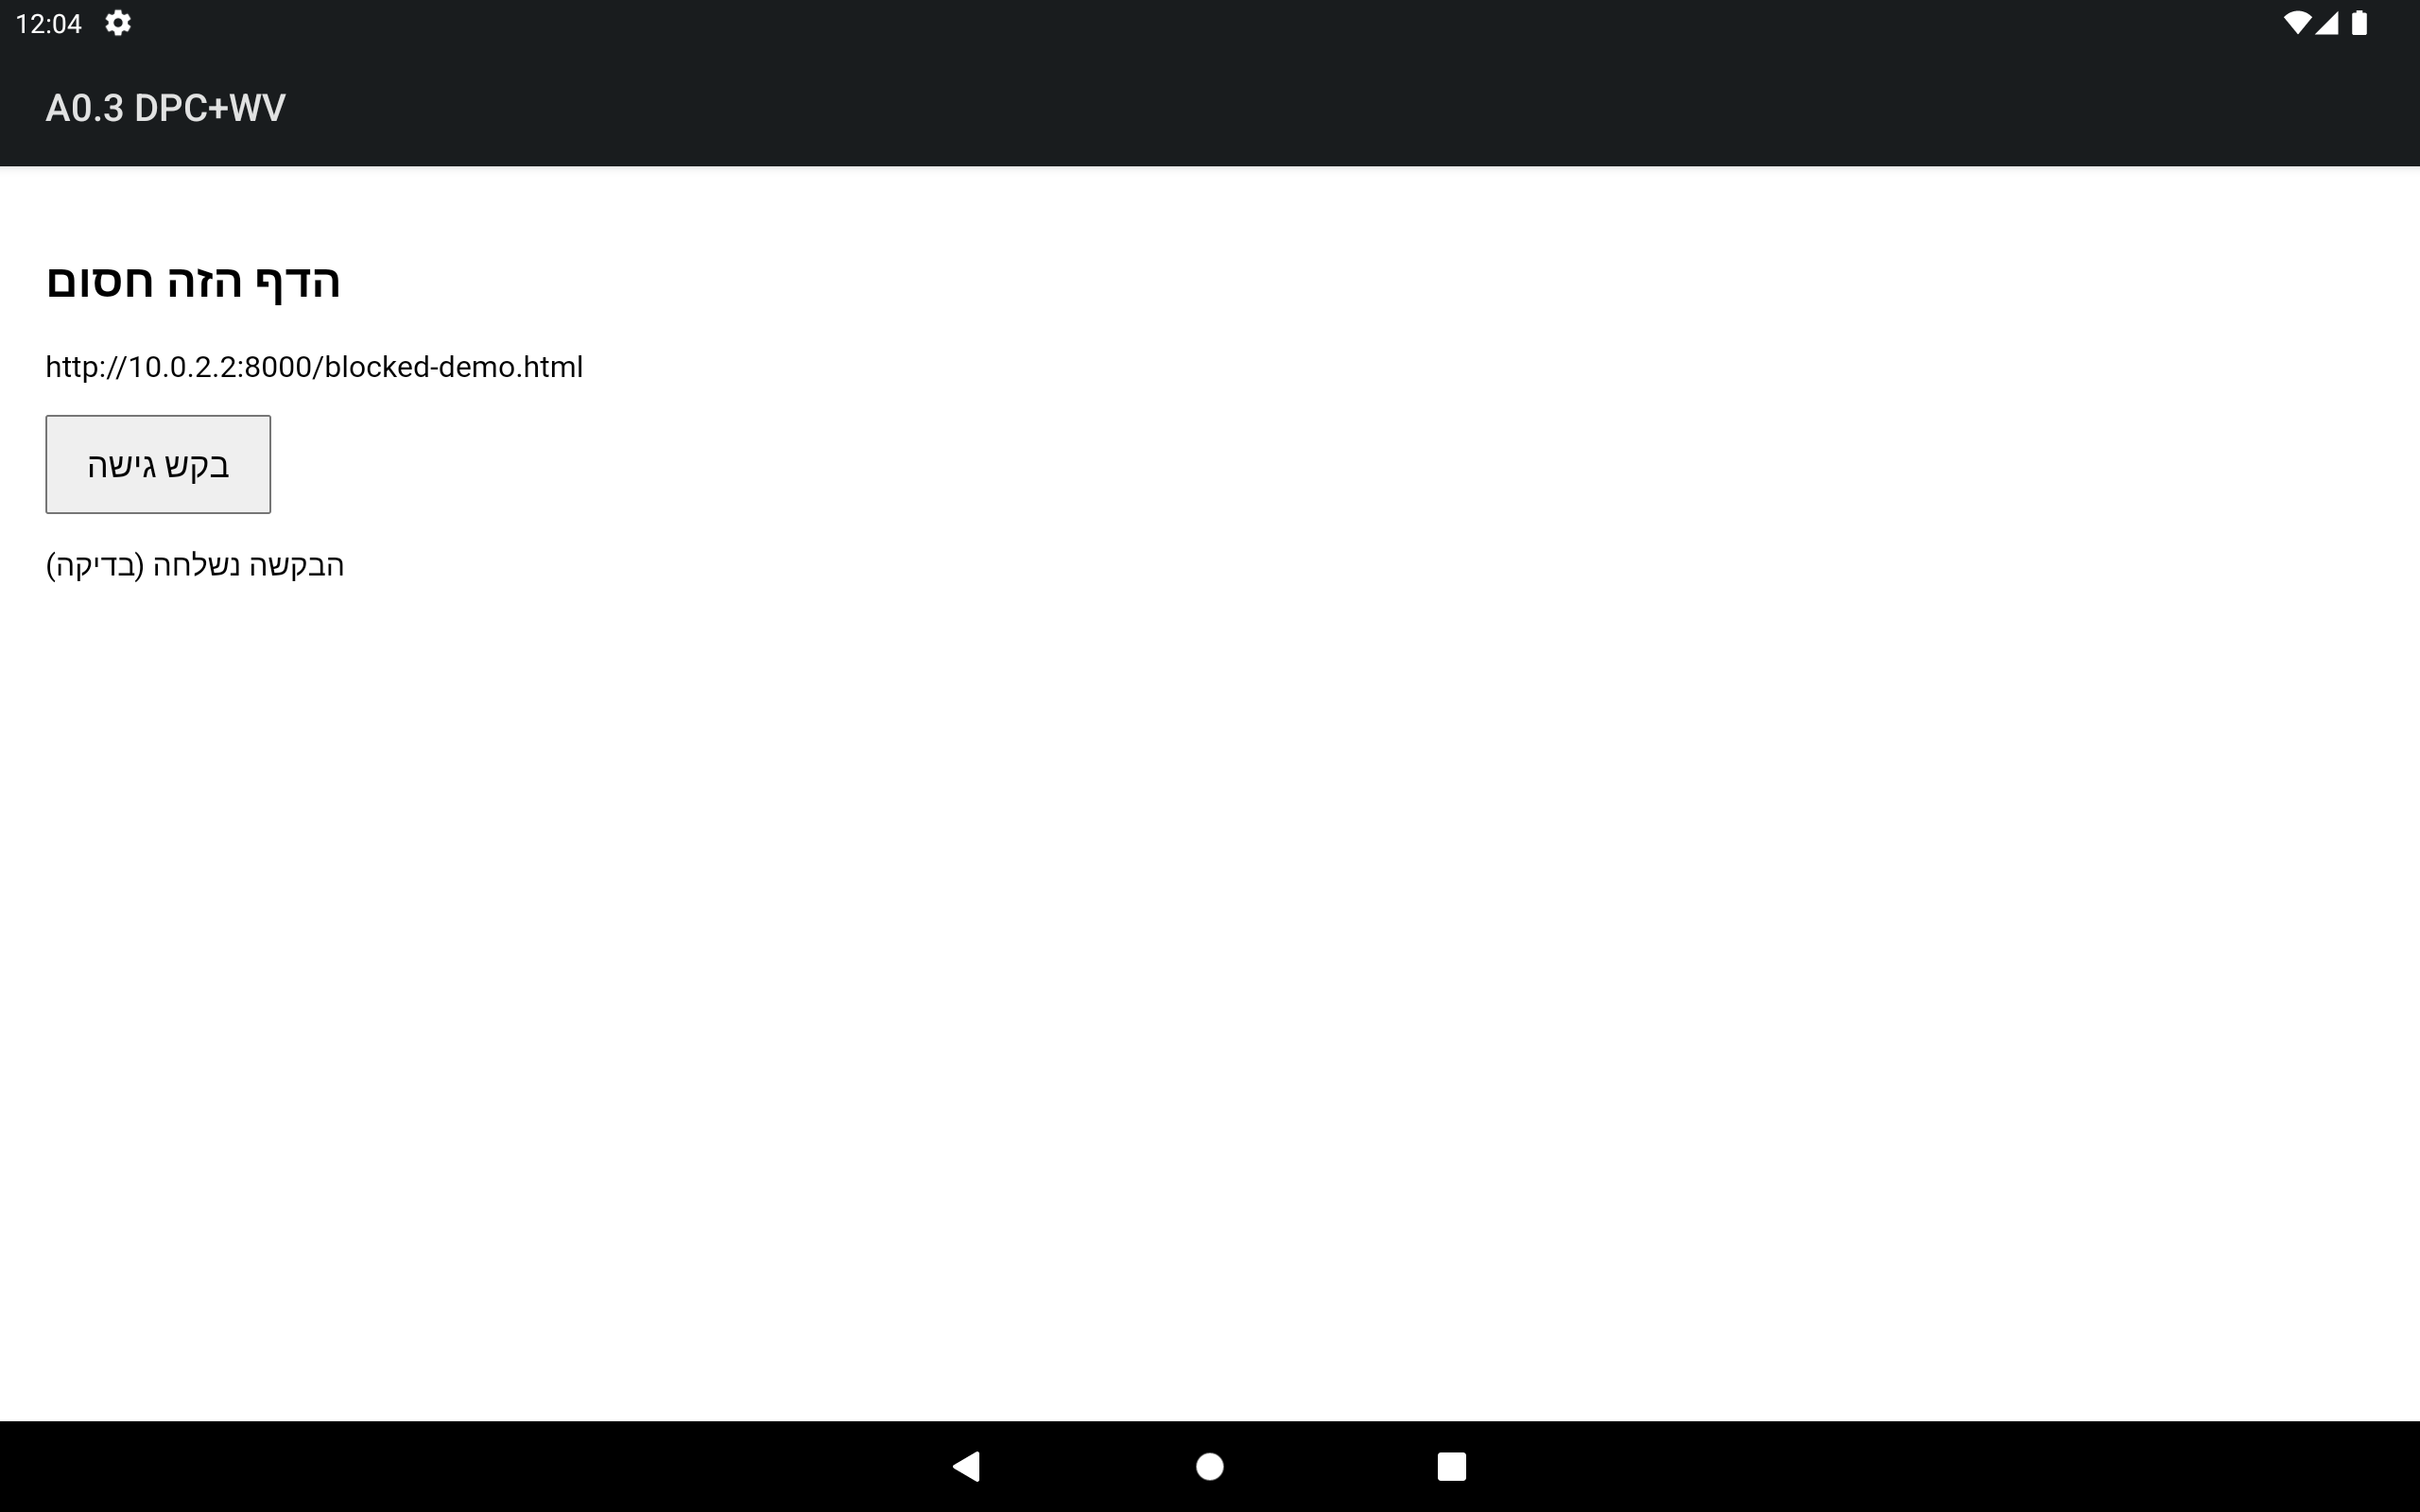 12:04
A0.3 DPC+WV
הדף הזה חסום
http://10.0.2.2:8000/blocked-demo.html
בקש גישה
הבקשה נשלחה (בדיקה)